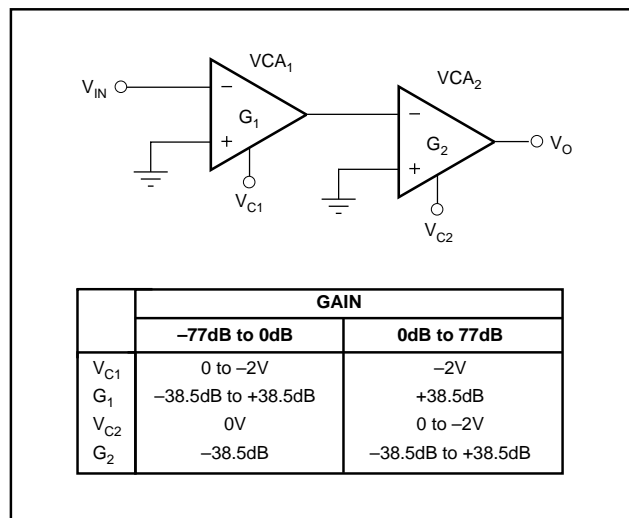 VCA1
VCA2
VIN
−
G1
+
VC1
−
G2
+
VC2
VO
GAIN
–77dB to 0dB 0dB to 77dB
VC1 0 to –2V –2V
G1 –38.5dB to +38.5dB +38.5dB
VC2 0V 0 to –2V
G2 –38.5dB –38.5dB to +38.5dB